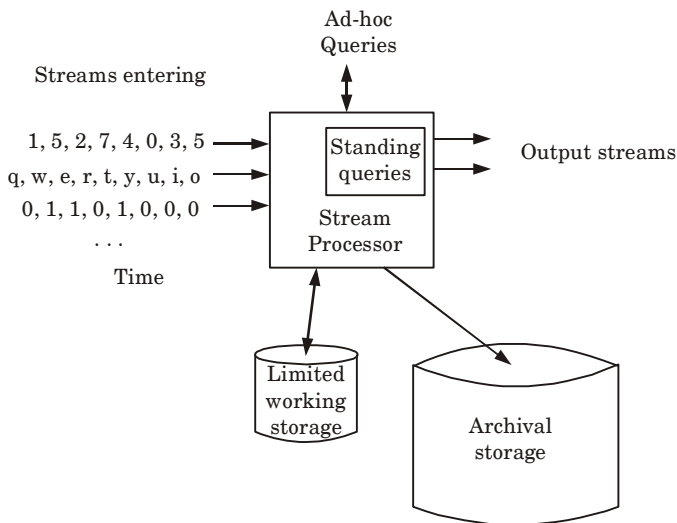 Ad-hoc
Queries
Streams entering
1, 5, 2, 7, 4, 0, 3, 5
q, w, e, r, t, y, u, i, o
0, 1, 1, 0, 1, 0, 0, 0
. . .
Time
Standing
queries
Stream
Processor
Output streams
Limited
working
storage
Archival
storage